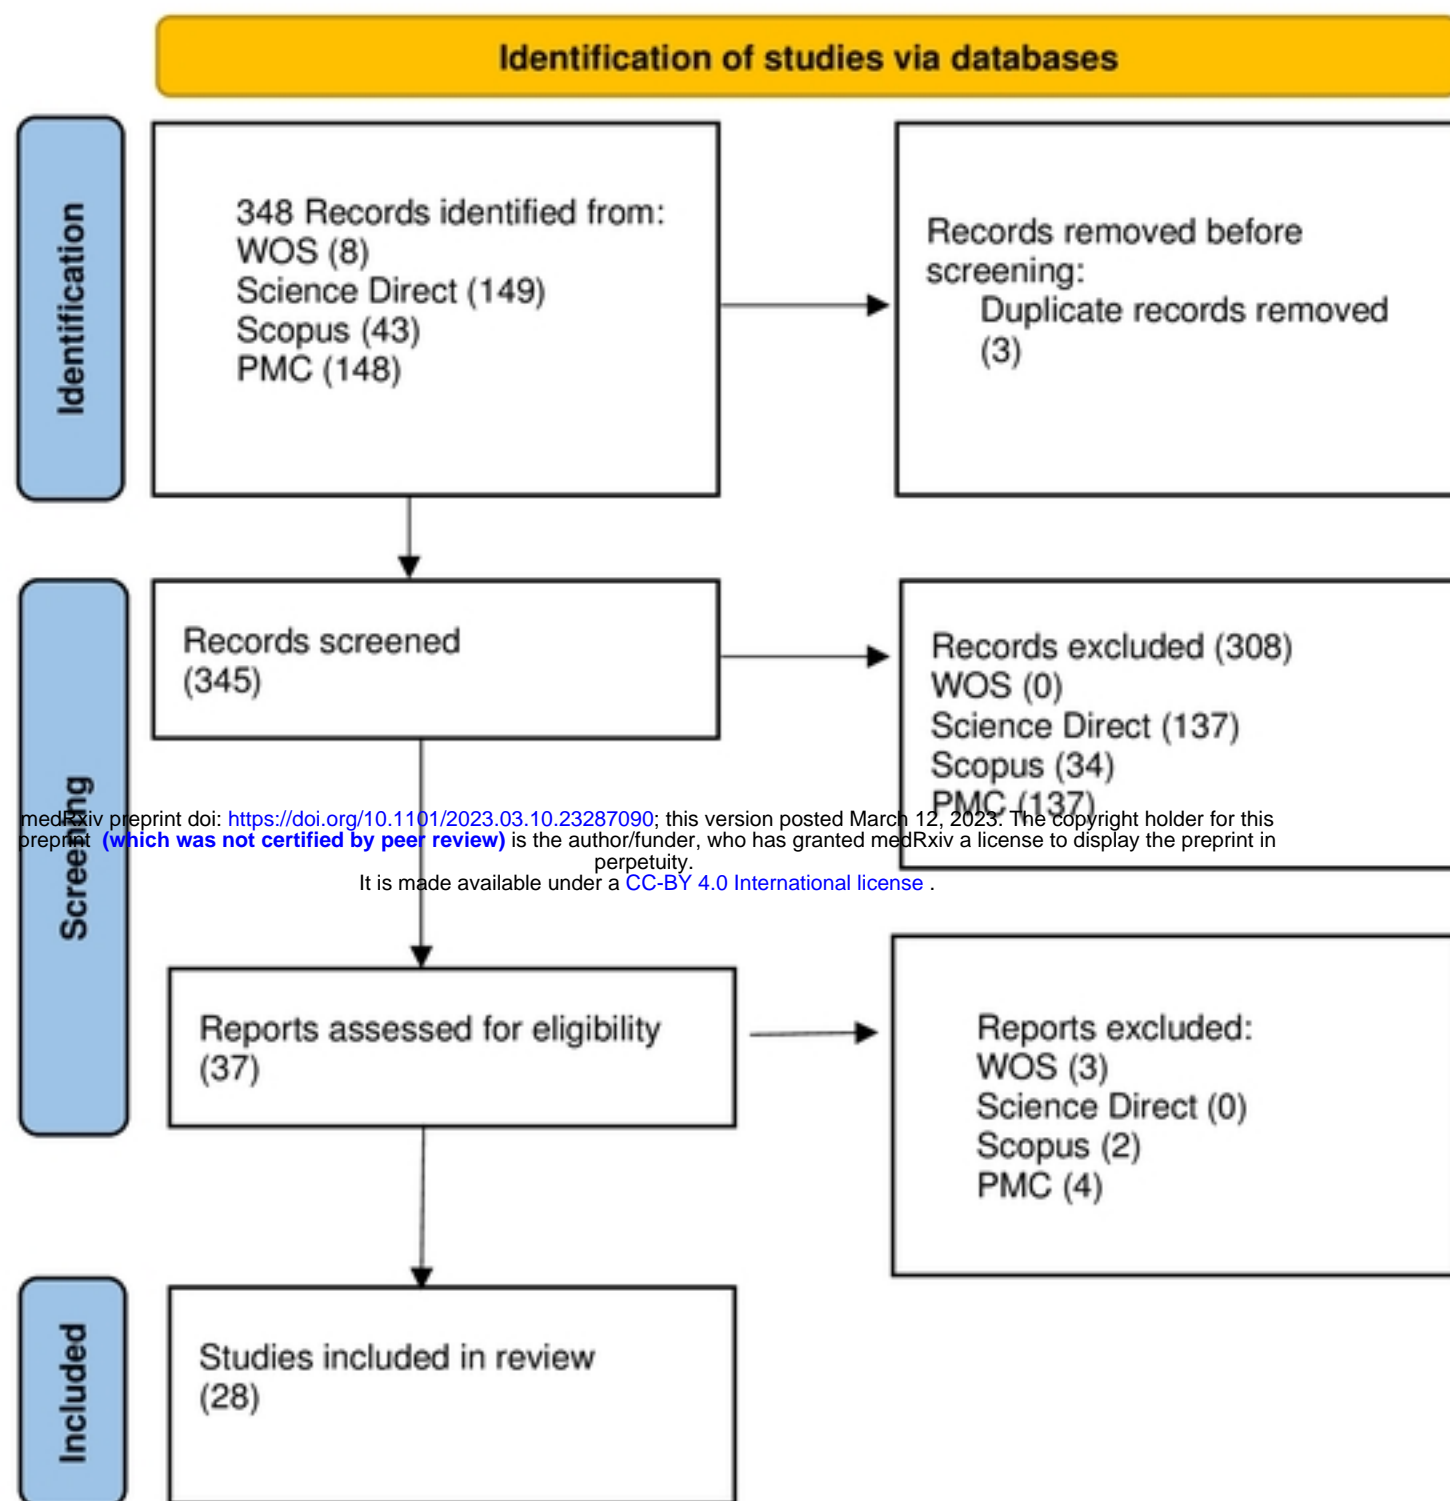 Identification of studies via databases
Identification
348 Records identified from:
WOS (8)
Science Direct (149)
Scopus (43)
PMC (148)
Records removed before
screening:
Duplicate records removed
(3)
Screening
Records screened
(345)
Records excluded (308)
WOS (0)
Science Direct (137)
Scopus (34)
PMC (137)
medRxiv preprint doi: https://doi.org/10.1101/2023.03.10.23287090; this version posted March 12, 2023. The copyright holder for this
preprint (which was not certified by peer review) is the author/funder, who has granted medRxiv a license to display the preprint in
perpetuity.
It is made available under a CC-BY 4.0 International license .
Reports assessed for eligibility
(37)
Reports excluded:
WOS (3)
Science Direct (0)
Scopus (2)
PMC (4)
Included
Studies included in review
(28)